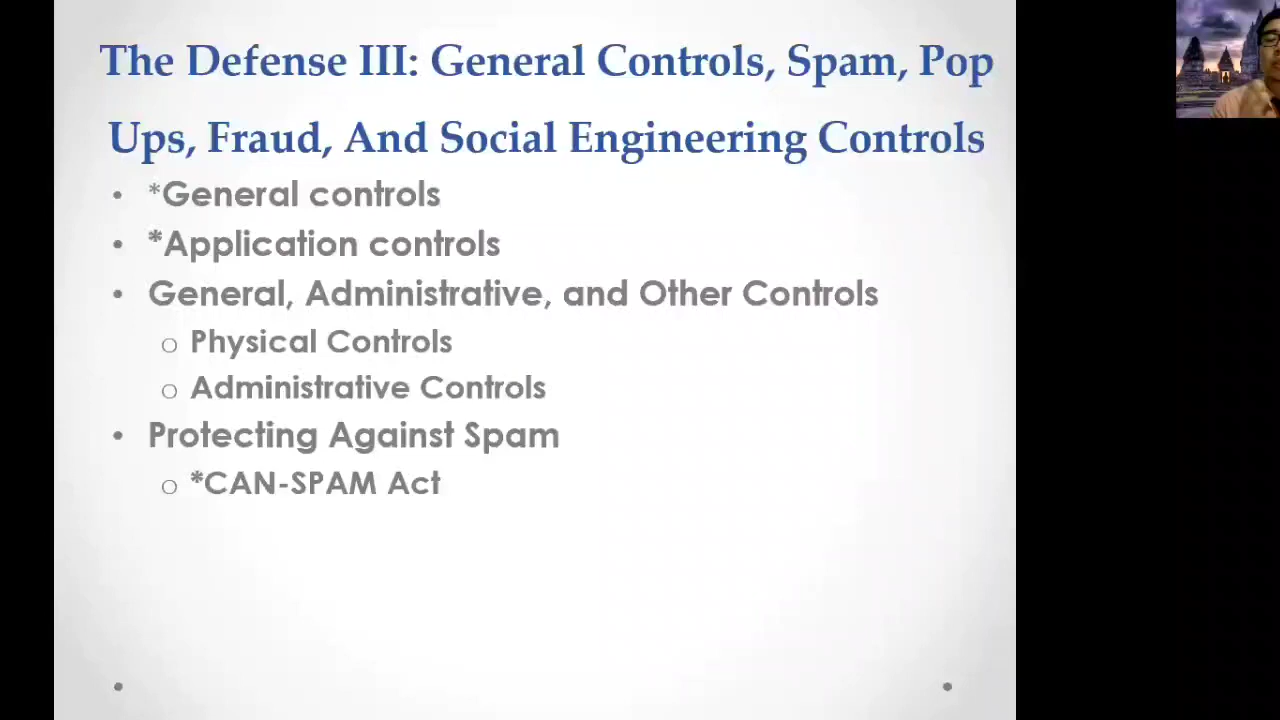 The Defense III: General Controls, Spam, Pop
Ups, Fraud, And Social Engineering Controls
• *General controls
• *Application controls
• General, Administrative, and Other Controls
o Physical Controls
o Administrative Controls
• Protecting Against Spam
o *CAN-SPAM Act